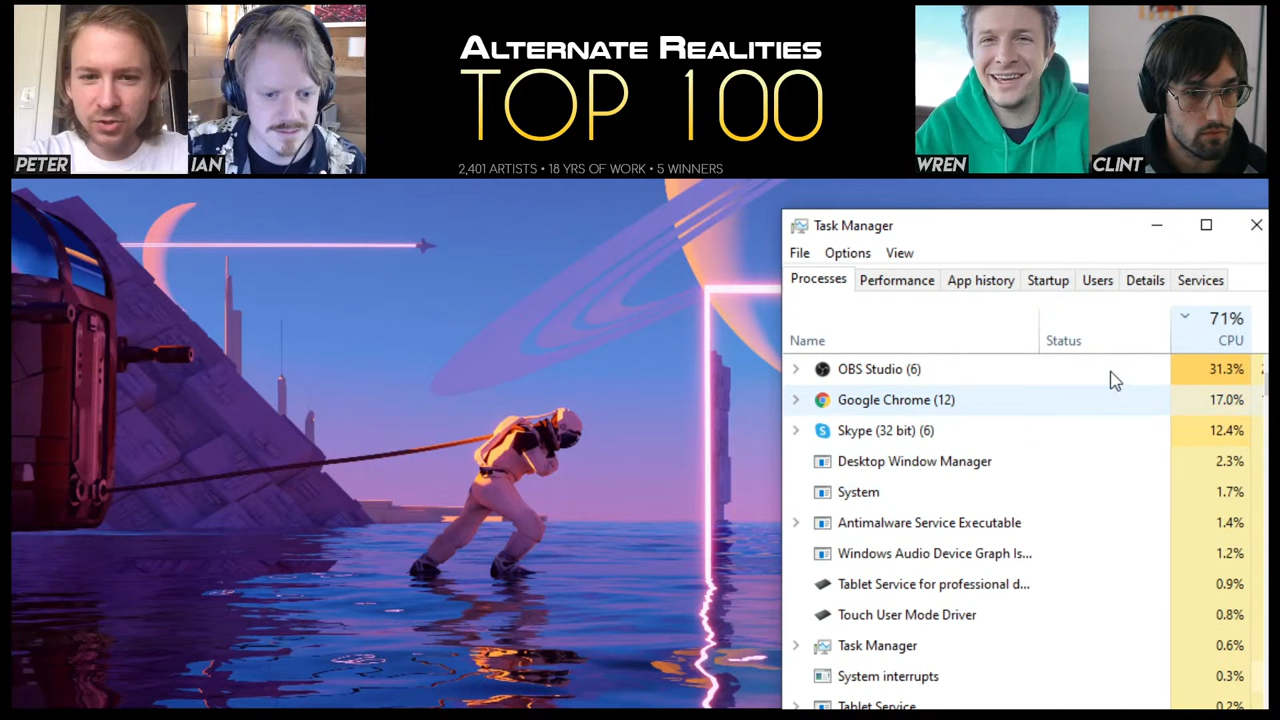 ALTERNATE REALITIES
TOP 100
2,401 ARTISTS • 18 YRS OF WORK • 5 WINNERS
PETER
IAN
WREN
CLINT
Task Manager
File Options View
Processes Performance App history Startup Users Details Services
71%
Name Status CPU
OBS Studio (6) 31.3%
Google Chrome (12) 17.0%
Skype (32 bit) (6) 12.4%
Desktop Window Manager 2.3%
System 1.7%
Antimalware Service Executable 1.4%
Windows Audio Device Graph Is... 1.2%
Tablet Service for professional d... 0.9%
Touch User Mode Driver 0.8%
Task Manager 0.6%
System interrupts 0.3%
Tablet Service 0.2%